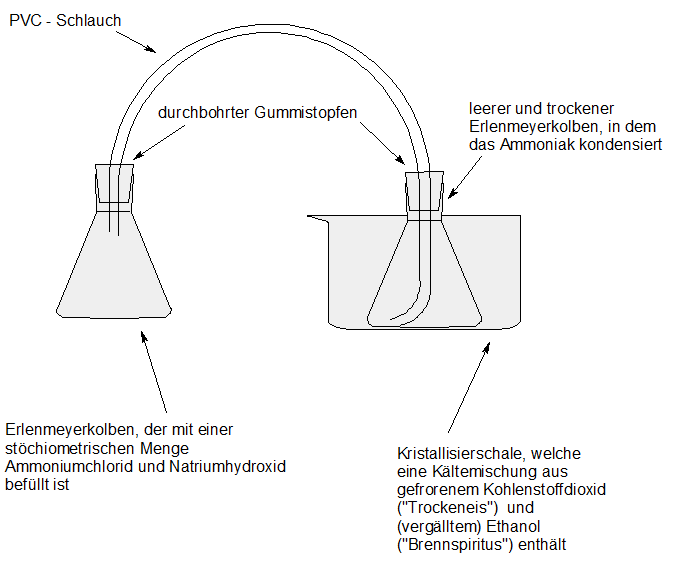 PVC - Schlauch
durchbohrter Gummistopfen
leerer und trockener
Erlenmeyerkolben, in dem
das Ammoniak kondensiert
Erlenmeyerkolben, der mit einer
stöchiometrischen Menge
Ammoniumchlorid und Natriumhydroxid
befüllt ist
Kristallisierschale, welche
eine Kältemischung aus
gefrorenem Kohlenstoffdioxid
("Trockeneis") und
(vergälltem) Ethanol
("Brennspiritus") enthält